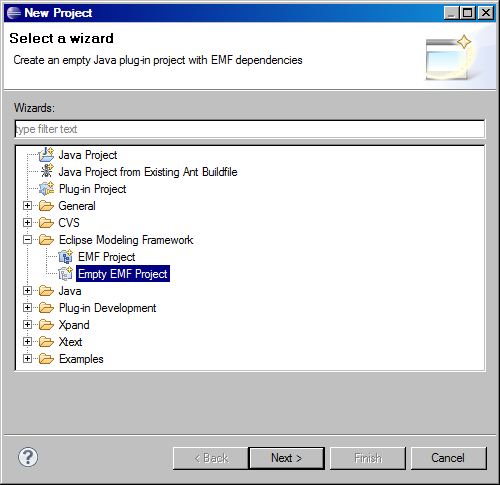 New Project
Select a wizard
Create an empty Java plug-in project with EMF dependencies
Wizards:
type filter text
Java Project
Java Project from Existing Ant Buildfile
Plug-in Project
General
CVS
Eclipse Modeling Framework
EMF Project
Empty EMF Project
Java
Plug-in Development
Xpand
Xtext
Examples
? < Back Next > Finish Cancel